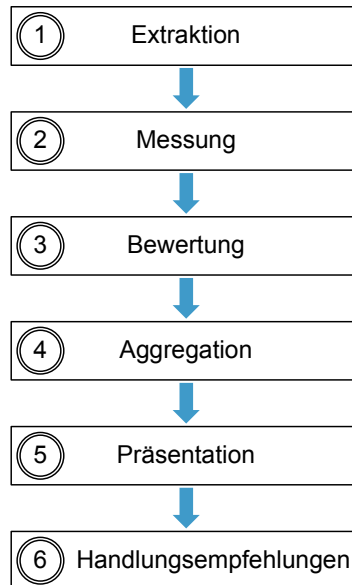 1 Extraktion
2 Messung
3 Bewertung
4 Aggregation
5 Präsentation
6 Handlungsempfehlungen